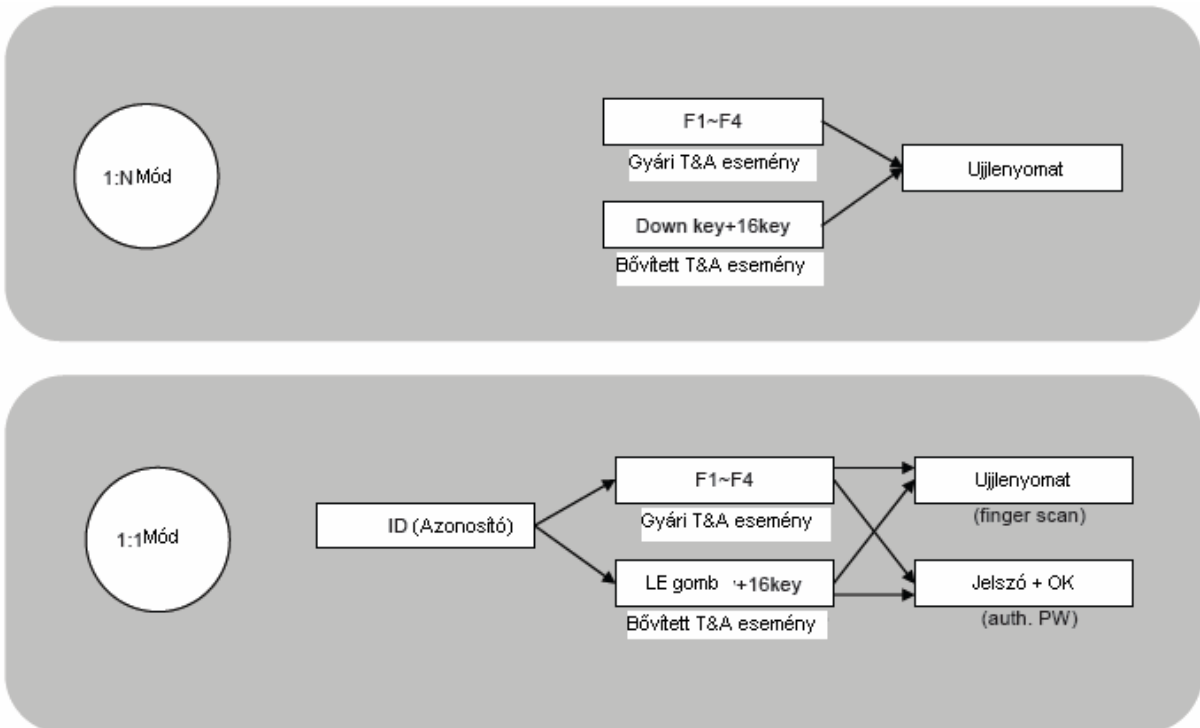 1:N Mód
F1~F4
Gyári T&A esemény
Down key+16key
Bővített T&A esemény
Ujjlenyomat
1:1 Mód
ID (Azonosító)
F1~F4
Gyári T&A esemény
LE gomb +16key
Bővített T&A esemény
Ujjlenyomat
(finger scan)
Jelszó + OK
(auth. PW)